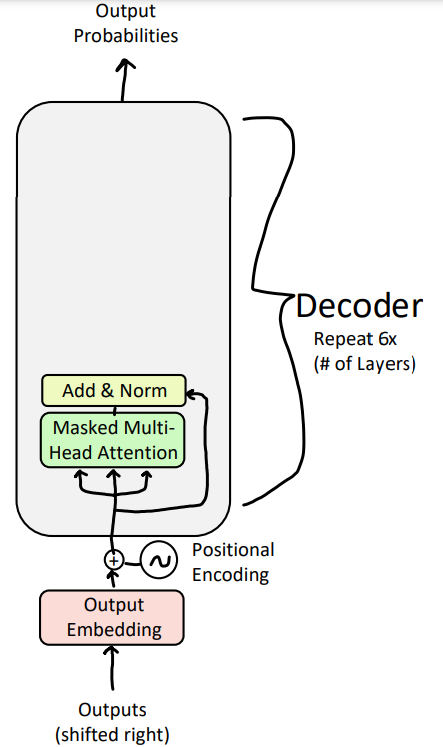 Output
Probabilities
Decoder
Repeat 6x
(# of Layers)
Add & Norm
Masked Multi-
Head Attention
+
Positional
Encoding
Output
Embedding
Outputs
(shifted right)